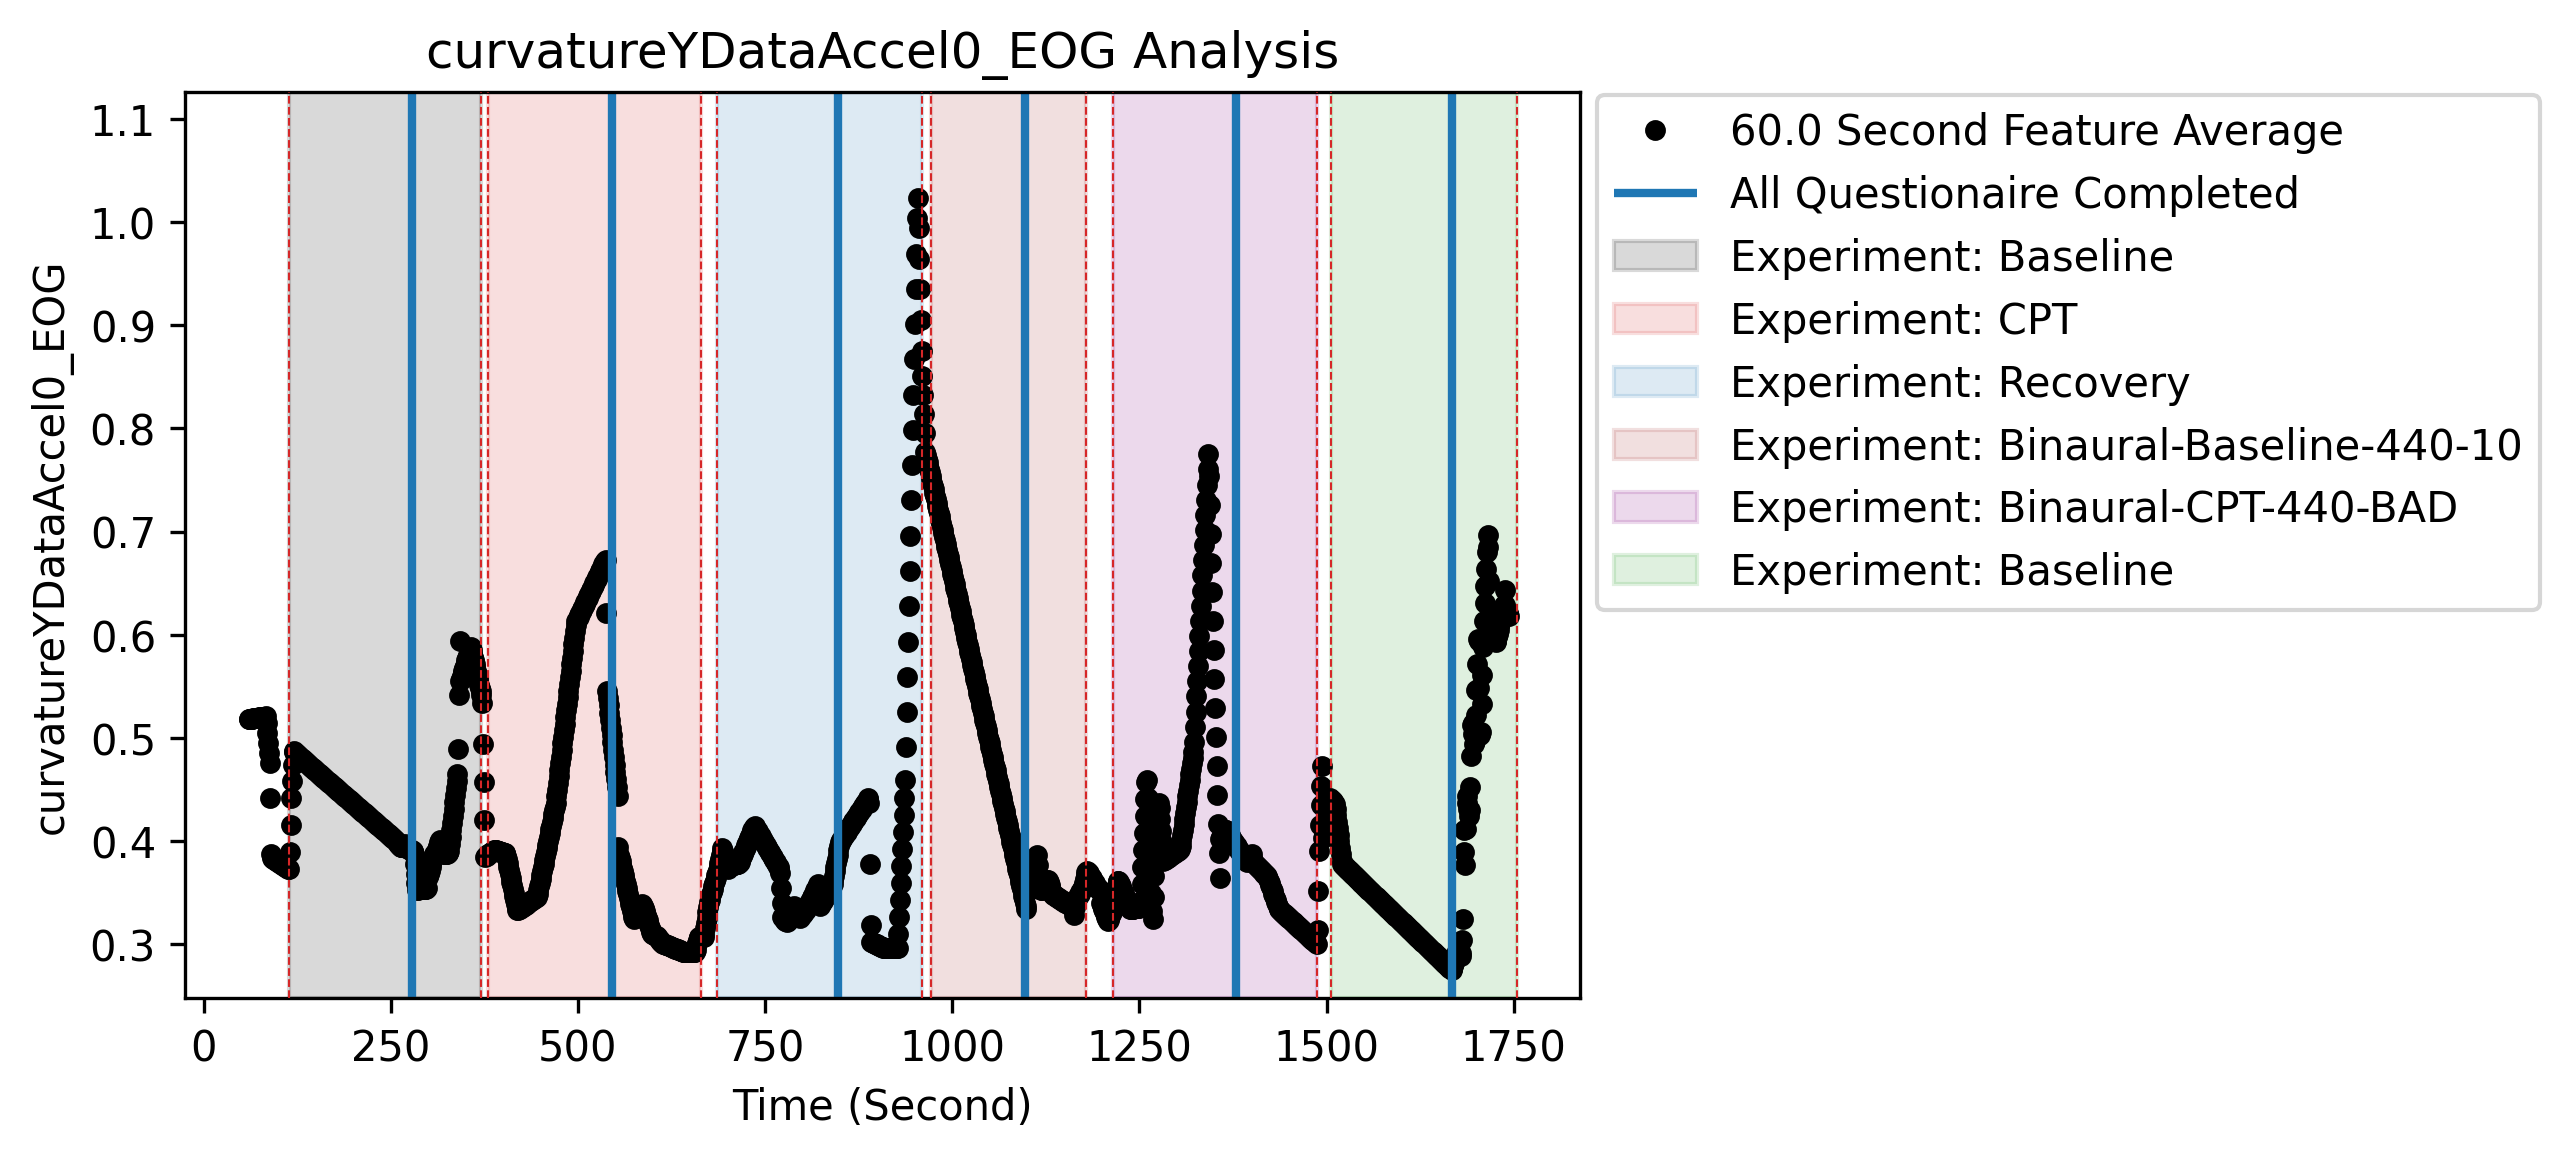 curvatureYDataAccel0_EOG Analysis
curvatureYDataAccel0_EOG
1.1
1.0
0.9
0.8
0.7
0.6
0.5
0.4
0.3
0
250
500
750
1000
1250
1500
1750
Time (Second)
60.0 Second Feature Average
All Questionaire Completed
Experiment: Baseline
Experiment: CPT
Experiment: Recovery
Experiment: Binaural-Baseline-440-10
Experiment: Binaural-CPT-440-BAD
Experiment: Baseline